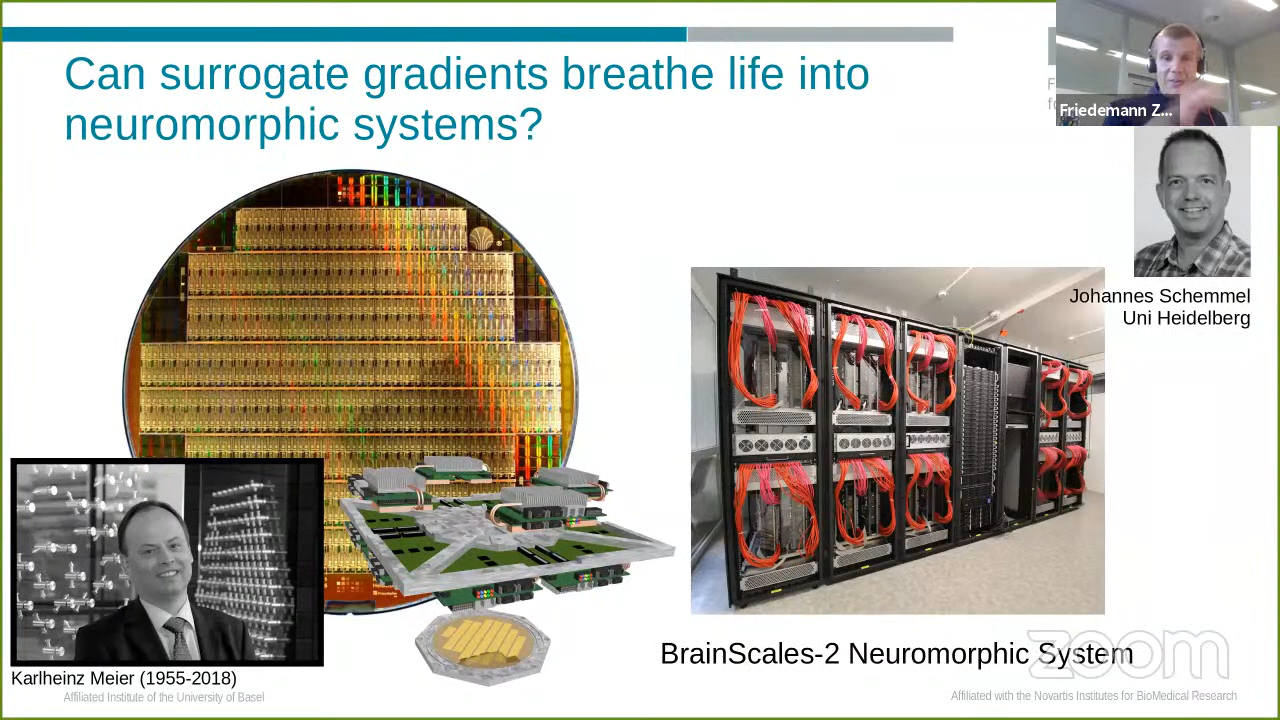 Can surrogate gradients breathe life into
neuromorphic systems?
Friedemann Z...
Johannes Schemmel
Uni Heidelberg
BrainScales-2 Neuromorphic System
zoom
Karlheinz Meier (1955-2018)
Affiliated Institute of the University of Basel
Affiliated with the Novartis Institutes for BioMedical Research